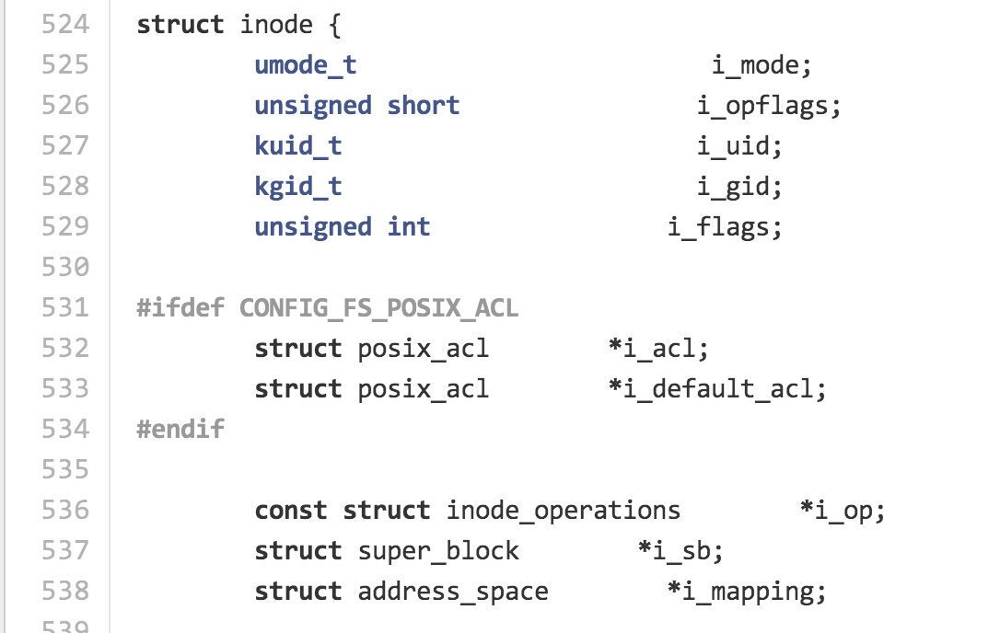 524 struct inode {
525 umode_t i_mode;
526 unsigned short i_opflags;
527 kuid_t i_uid;
528 kgid_t i_gid;
529 unsigned int i_flags;
530
531 #ifdef CONFIG_FS_POSIX_ACL
532 struct posix_acl *i_acl;
533 struct posix_acl *i_default_acl;
534 #endif
535
536 const struct inode_operations *i_op;
537 struct super_block *i_sb;
538 struct address_space *i_mapping;
539